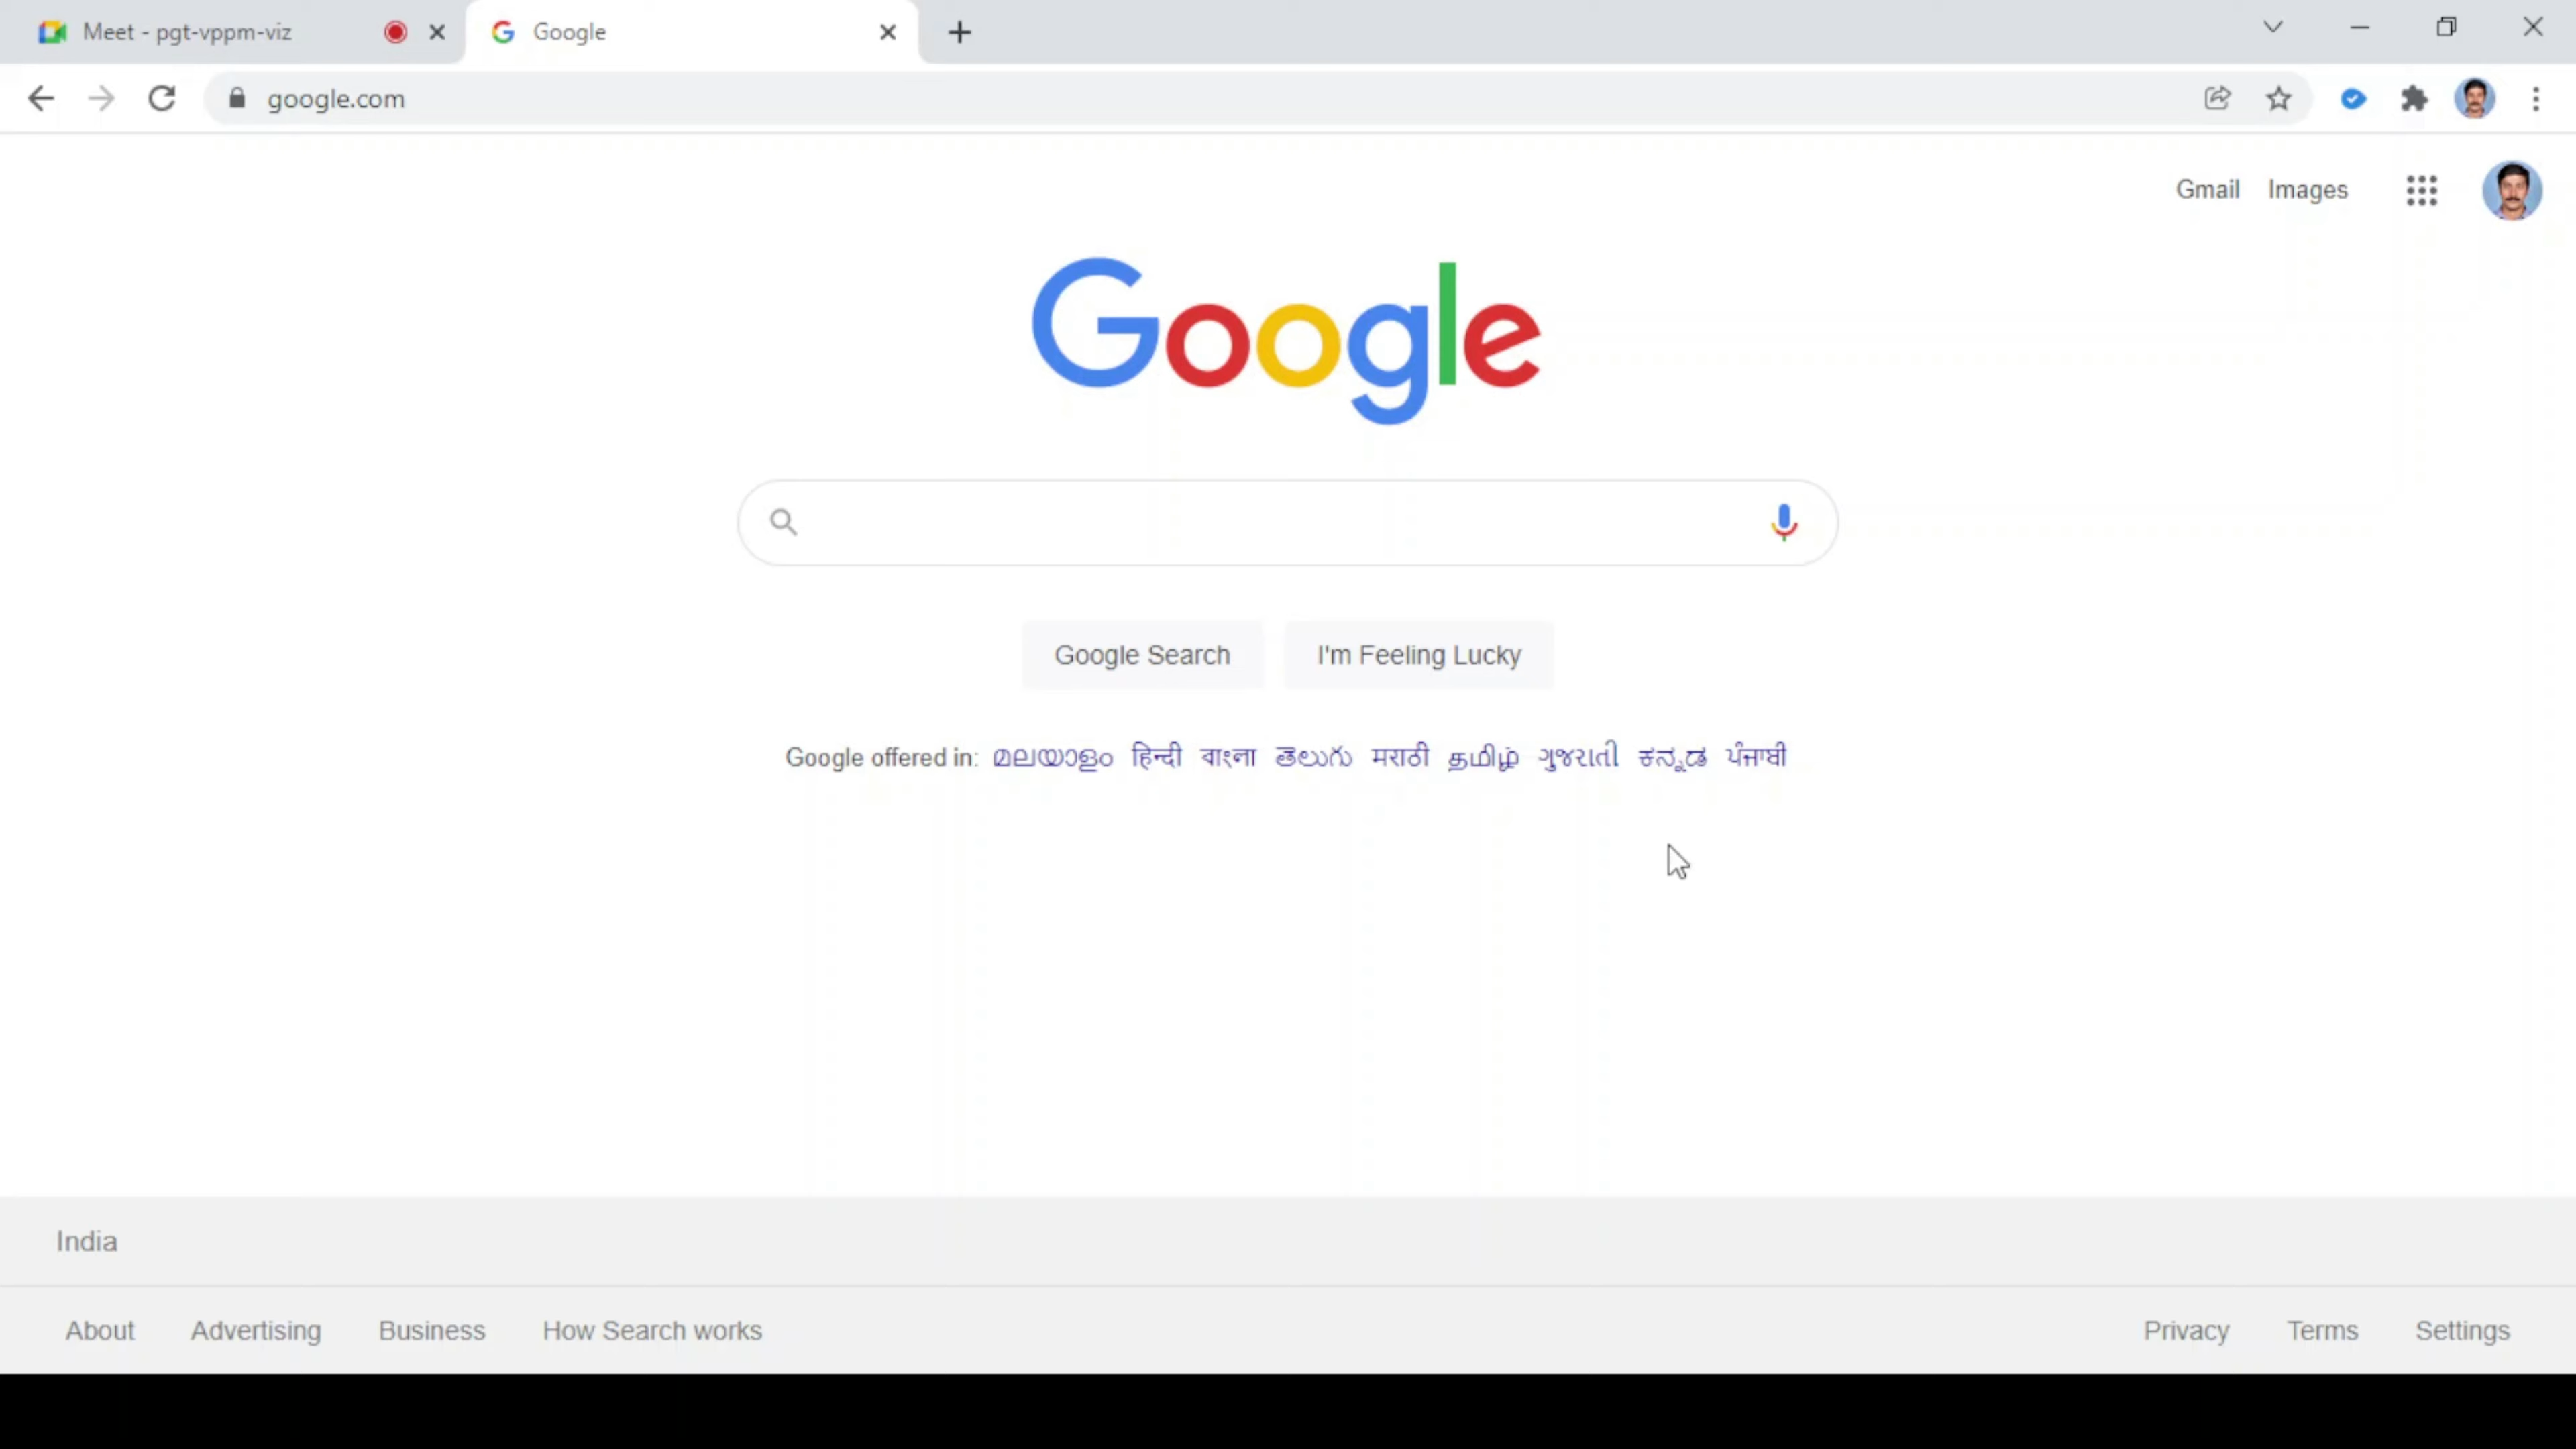 Meet - pgt-vppm-viz
Google
google.com
Gmail Images
Google
Google Search I'm Feeling Lucky
Google offered in: മലയാളം हिन्दी বাংলা తెలుగు मराठी தமிழ் ગુજરાતી ಕನ್ನಡ ਪੰਜਾਬੀ
India
About Advertising Business How Search works Privacy Terms Settings